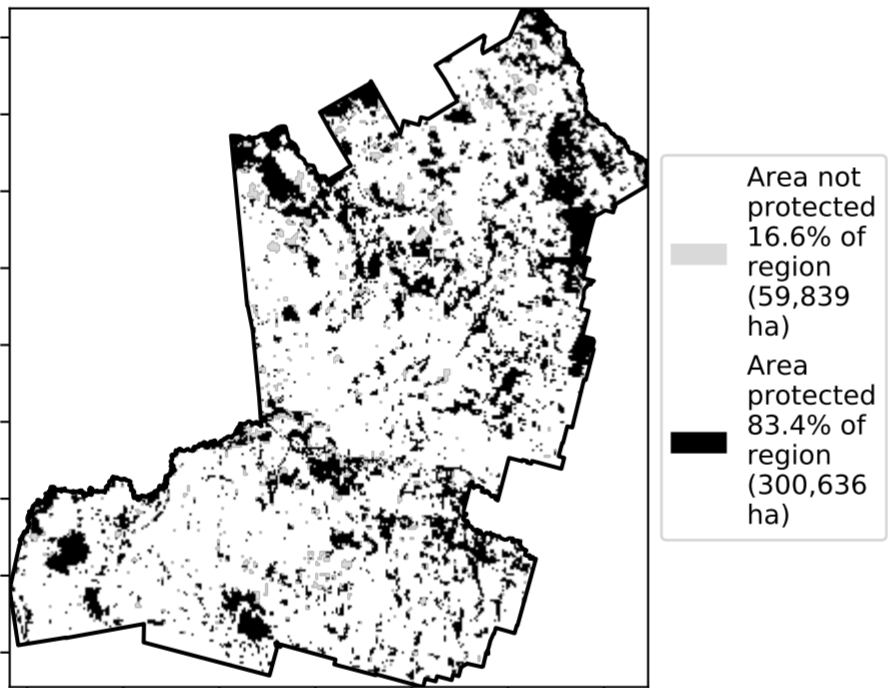 Area not
protected
16.6% of
region
(59,839
ha)
Area
protected
83.4% of
region
(300,636
ha)